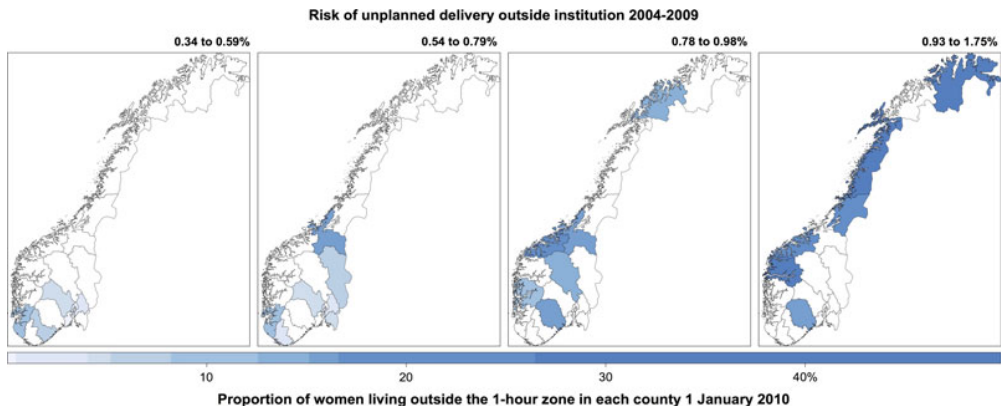 Risk of unplanned delivery outside institution 2004-2009
0.34 to 0.59%
0.54 to 0.79%
0.78 to 0.98%
0.93 to 1.75%
10
20
30
40%
Proportion of women living outside the 1-hour zone in each county 1 January 2010